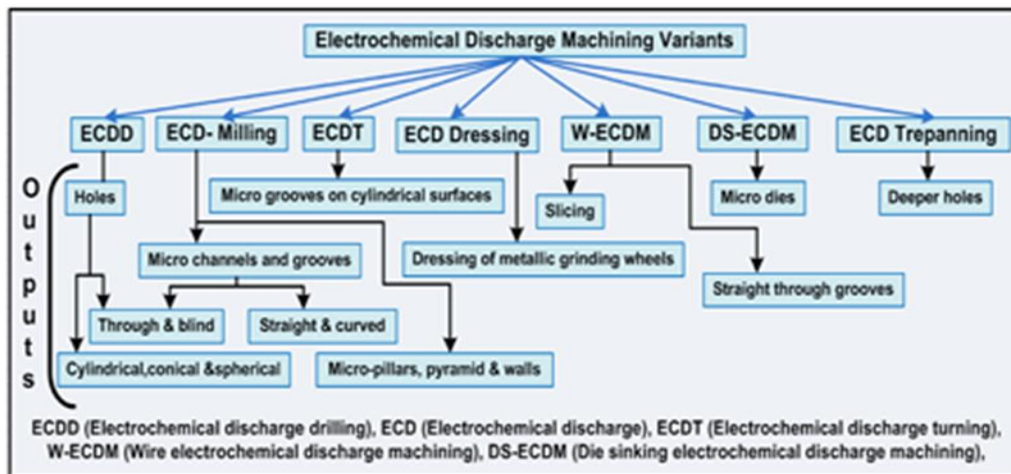 Electrochemical Discharge Machining Variants
ECDD
ECD- Milling
ECDT
ECD Dressing
W-ECDM
DS-ECDM
ECD Trepanning
Outputs
Holes
Micro grooves on cylindrical surfaces
Slicing
Micro dies
Deeper holes
Micro channels and grooves
Dressing of metallic grinding wheels
Straight through grooves
Through & blind
Straight & curved
Cylindrical,conical &spherical
Micro-pillars, pyramid & walls
ECDD (Electrochemical discharge drilling), ECD (Electrochemical discharge), ECDT (Electrochemical discharge turning),
W-ECDM (Wire electrochemical discharge machining), DS-ECDM (Die sinking electrochemical discharge machining),